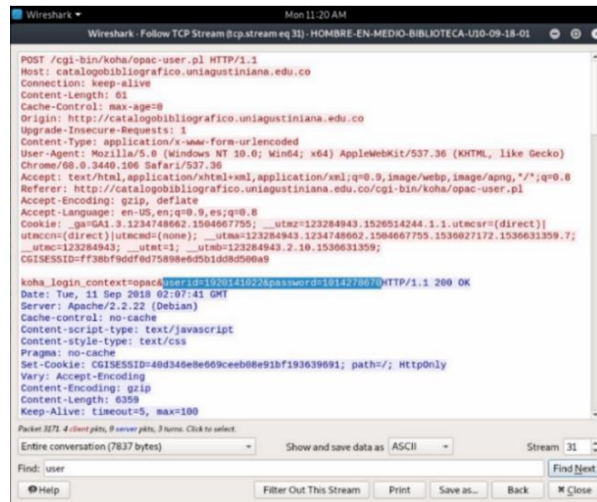 Wireshark
Mon 11:20 AM
Wireshark · Follow TCP Stream (tcp.stream eq 31) · HOMBRE-EN-MEDIO-BIBLIOTECA-U10-09-18-01
POST /cgi-bin/koha/opac-user.pl HTTP/1.1
Host: catalogobibliografico.uniagustiniana.edu.co
Connection: keep-alive
Content-Length: 61
Cache-Control: max-age=0
Origin: http://catalogobibliografico.uniagustiniana.edu.co
Upgrade-Insecure-Requests: 1
Content-Type: application/x-www-form-urlencoded
User-Agent: Mozilla/5.0 (Windows NT 10.0; Win64; x64) AppleWebKit/537.36 (KHTML, like Gecko)
Chrome/68.0.3440.106 Safari/537.36
Accept: text/html,application/xhtml+xml,application/xml;q=0.9,image/webp,image/apng,*/*;q=0.8
Referer: http://catalogobibliografico.uniagustiniana.edu.co/cgi-bin/koha/opac-user.pl
Accept-Encoding: gzip, deflate
Accept-Language: en-US,en;q=0.9,es;q=0.8
Cookie: _ga=GA1.3.1234748662.1504667755; __utmz=123284943.1526514244.1.1.utmcsr=(direct)|
utmccn=(direct)|utmcmd=(none); __utma=123284943.1234748662.1504667755.1536027172.1536631359.7;
__utmc=123284943; __utmt=1; __utmb=123284943.2.10.1536631359;
CGISESSID=ff38bf9ddf0d75898e6d5b1dd8d500a9
koha_login_context=opac&userid=1920141022&password=1014278670HTTP/1.1 200 OK
Date: Tue, 11 Sep 2018 02:07:41 GMT
Server: Apache/2.2.22 (Debian)
Cache-control: no-cache
Content-script-type: text/javascript
Content-style-type: text/css
Pragma: no-cache
Set-Cookie: CGISESSID=40d346e8e669ceeb08e91bf193639691; path=/; HttpOnly
Vary: Accept-Encoding
Content-Encoding: gzip
Content-Length: 6359
Keep-Alive: timeout=5, max=100
Packet 3171. 4 client pkts, 9 server pkts, 3 turns. Click to select.
Entire conversation (7837 bytes)
Show and save data as
ASCII
Stream
31
Find:
user
Find Next
Help
Filter Out This Stream
Print
Save as...
Back
Close